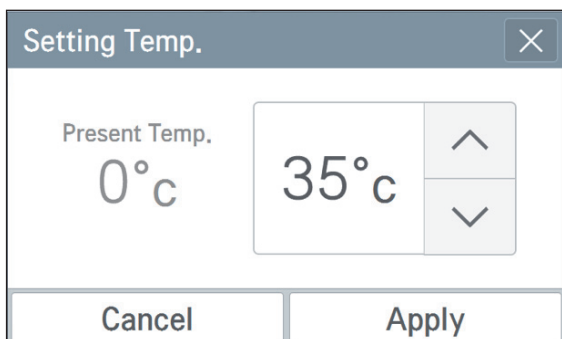 Setting Temp.
Present Temp.
0°c
35°c
Cancel
Apply